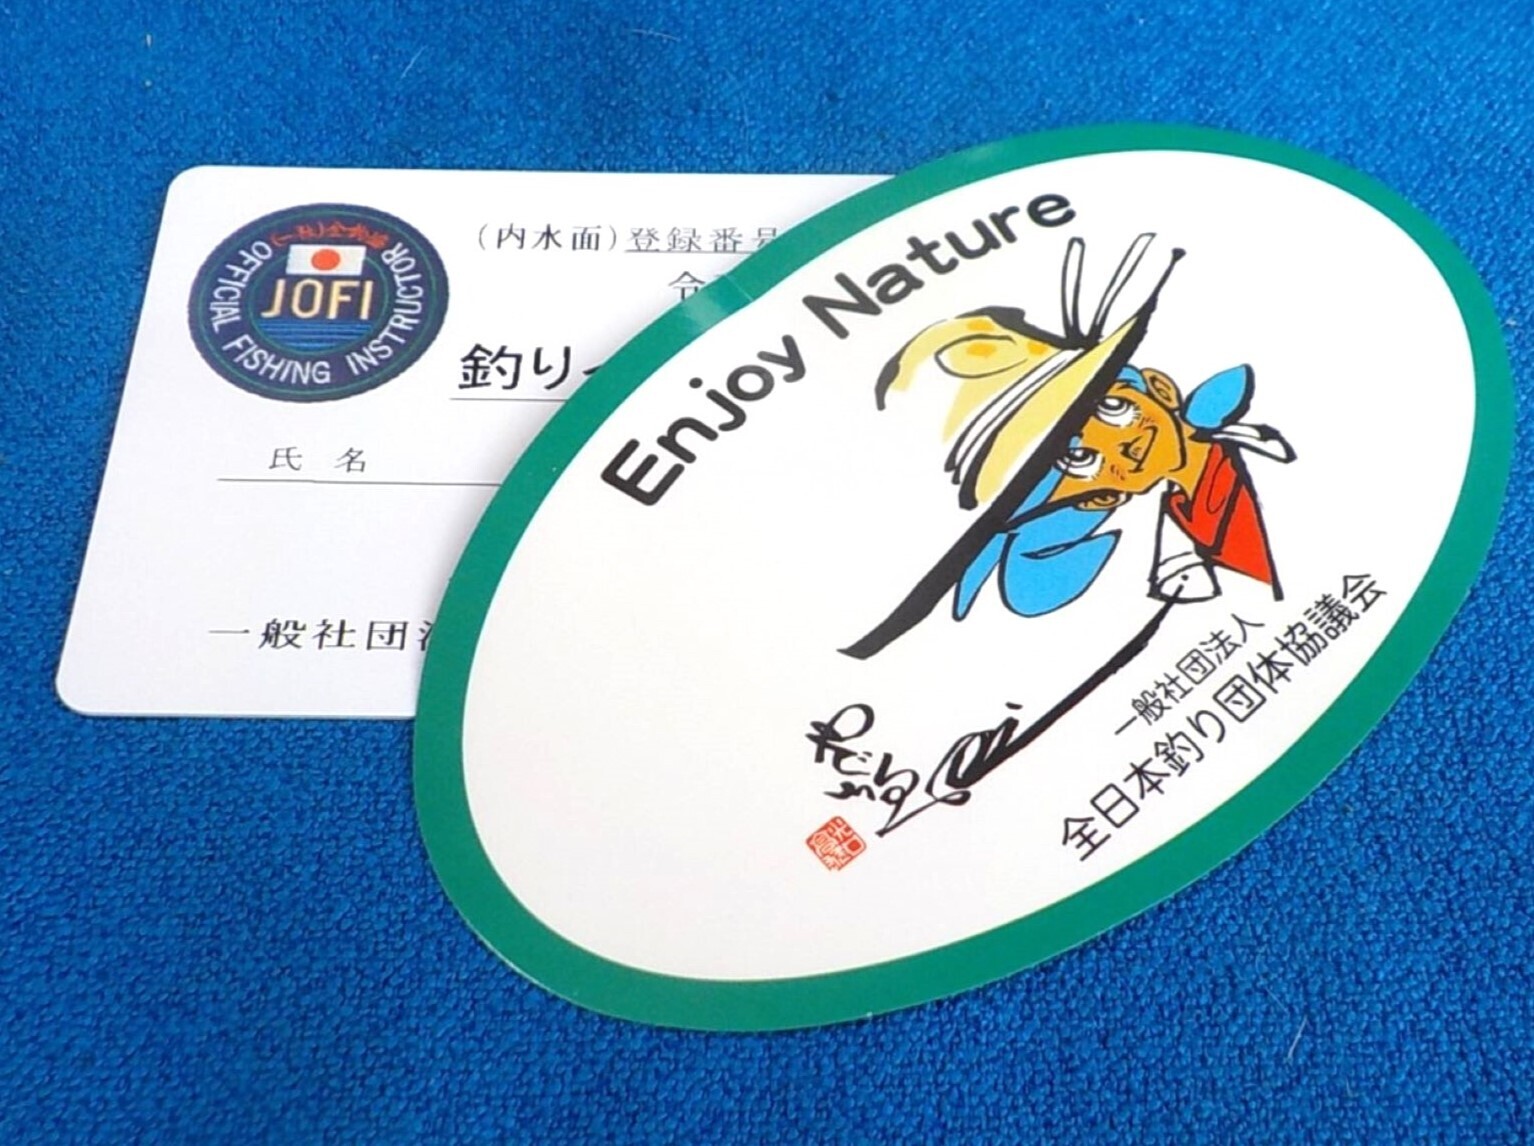 (一社)全釣協
JOFI
OFFICIAL FISHING INSTRUCTOR
(内水面)登録番号
釣り
氏 名
一般社団
Enjoy Nature
一般社団法人
全日本釣り団体協議会